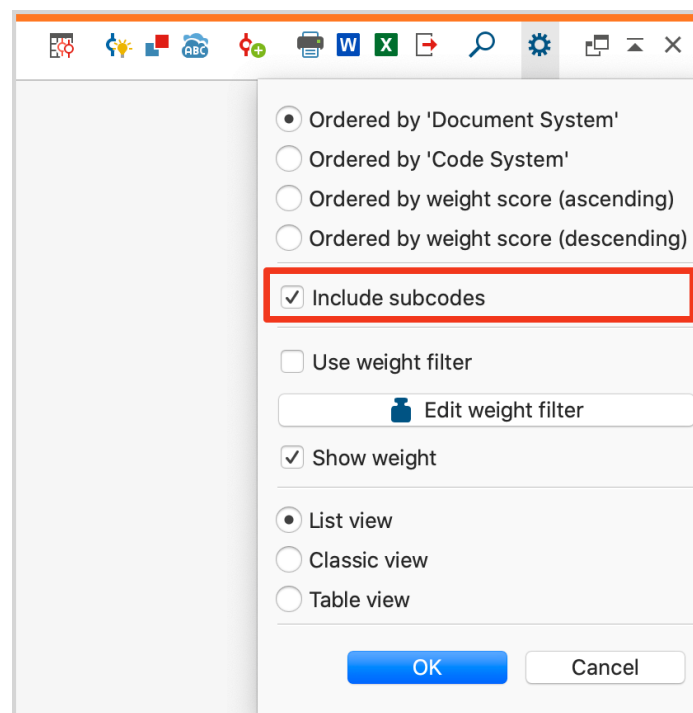 ABC
W
X
Ordered by 'Document System'
Ordered by 'Code System'
Ordered by weight score (ascending)
Ordered by weight score (descending)
Include subcodes
Use weight filter
Edit weight filter
Show weight
List view
Classic view
Table view
OK Cancel